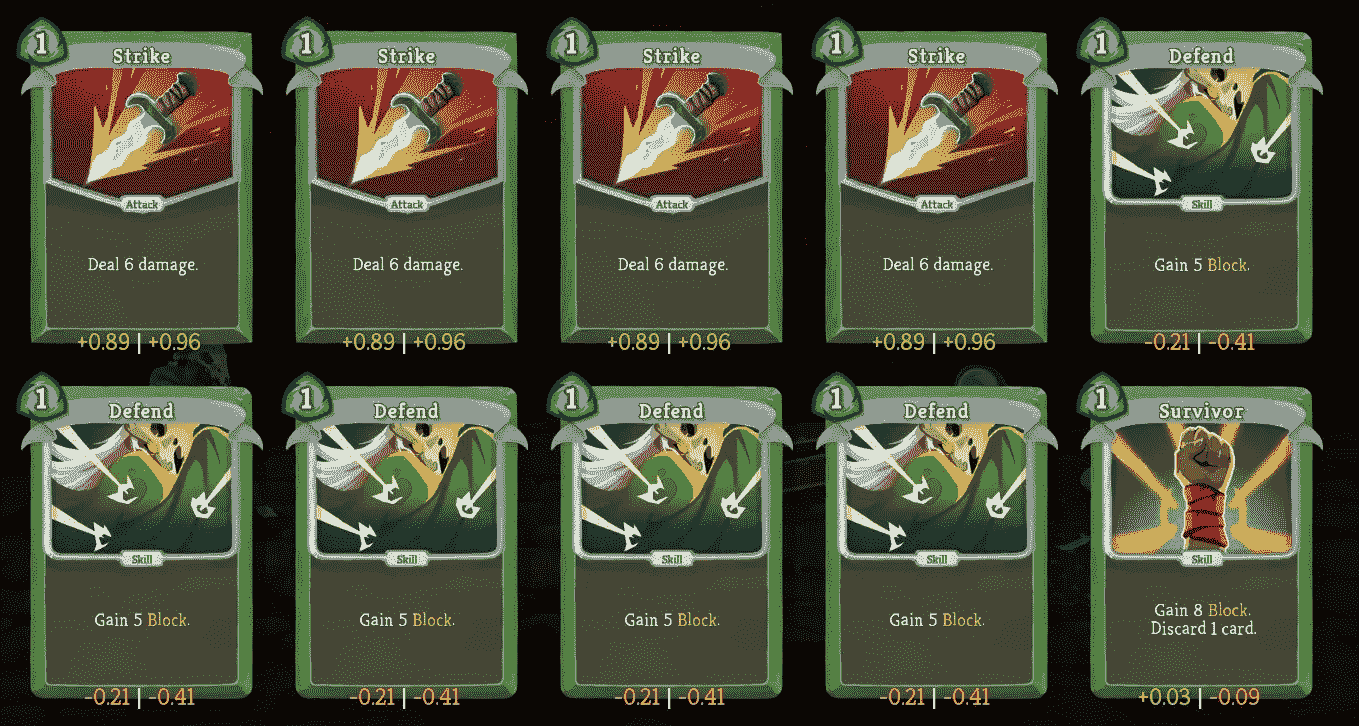 1
Strike
Attack
Deal 6 damage.
+0.89 | +0.96
1
Strike
Attack
Deal 6 damage.
+0.89 | +0.96
1
Strike
Attack
Deal 6 damage.
+0.89 | +0.96
1
Strike
Attack
Deal 6 damage.
+0.89 | +0.96
1
Defend
Skill
Gain 5 Block.
-0.21 | -0.41
1
Defend
Skill
Gain 5 Block.
-0.21 | -0.41
1
Defend
Skill
Gain 5 Block.
-0.21 | -0.41
1
Defend
Skill
Gain 5 Block.
-0.21 | -0.41
1
Defend
Skill
Gain 5 Block.
-0.21 | -0.41
1
Survivor
Skill
Gain 8 Block.
Discard 1 card.
+0.03 | -0.09